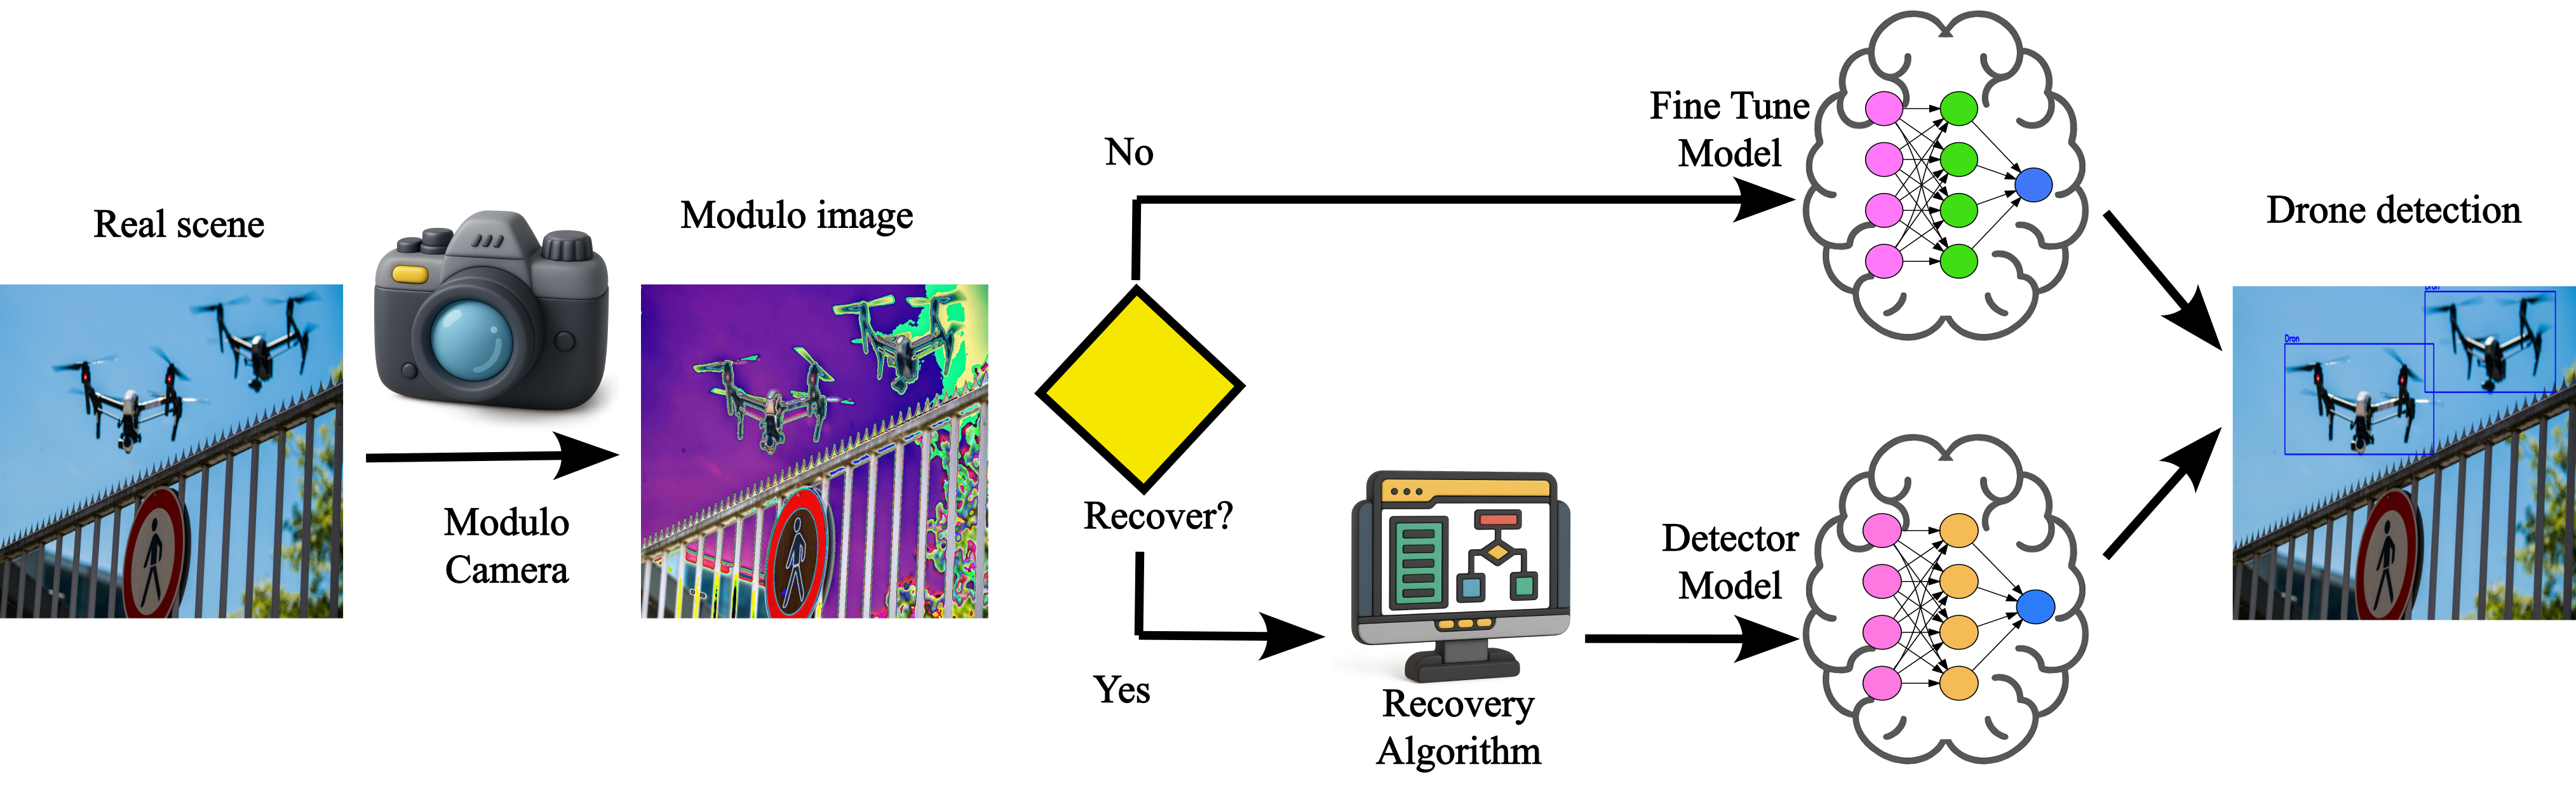 Real scene
Modulo
Camera
Modulo image
No
Recover?
Yes
Fine Tune
Model
Recovery
Algorithm
Detector
Model
Drone detection
Dron
Dron